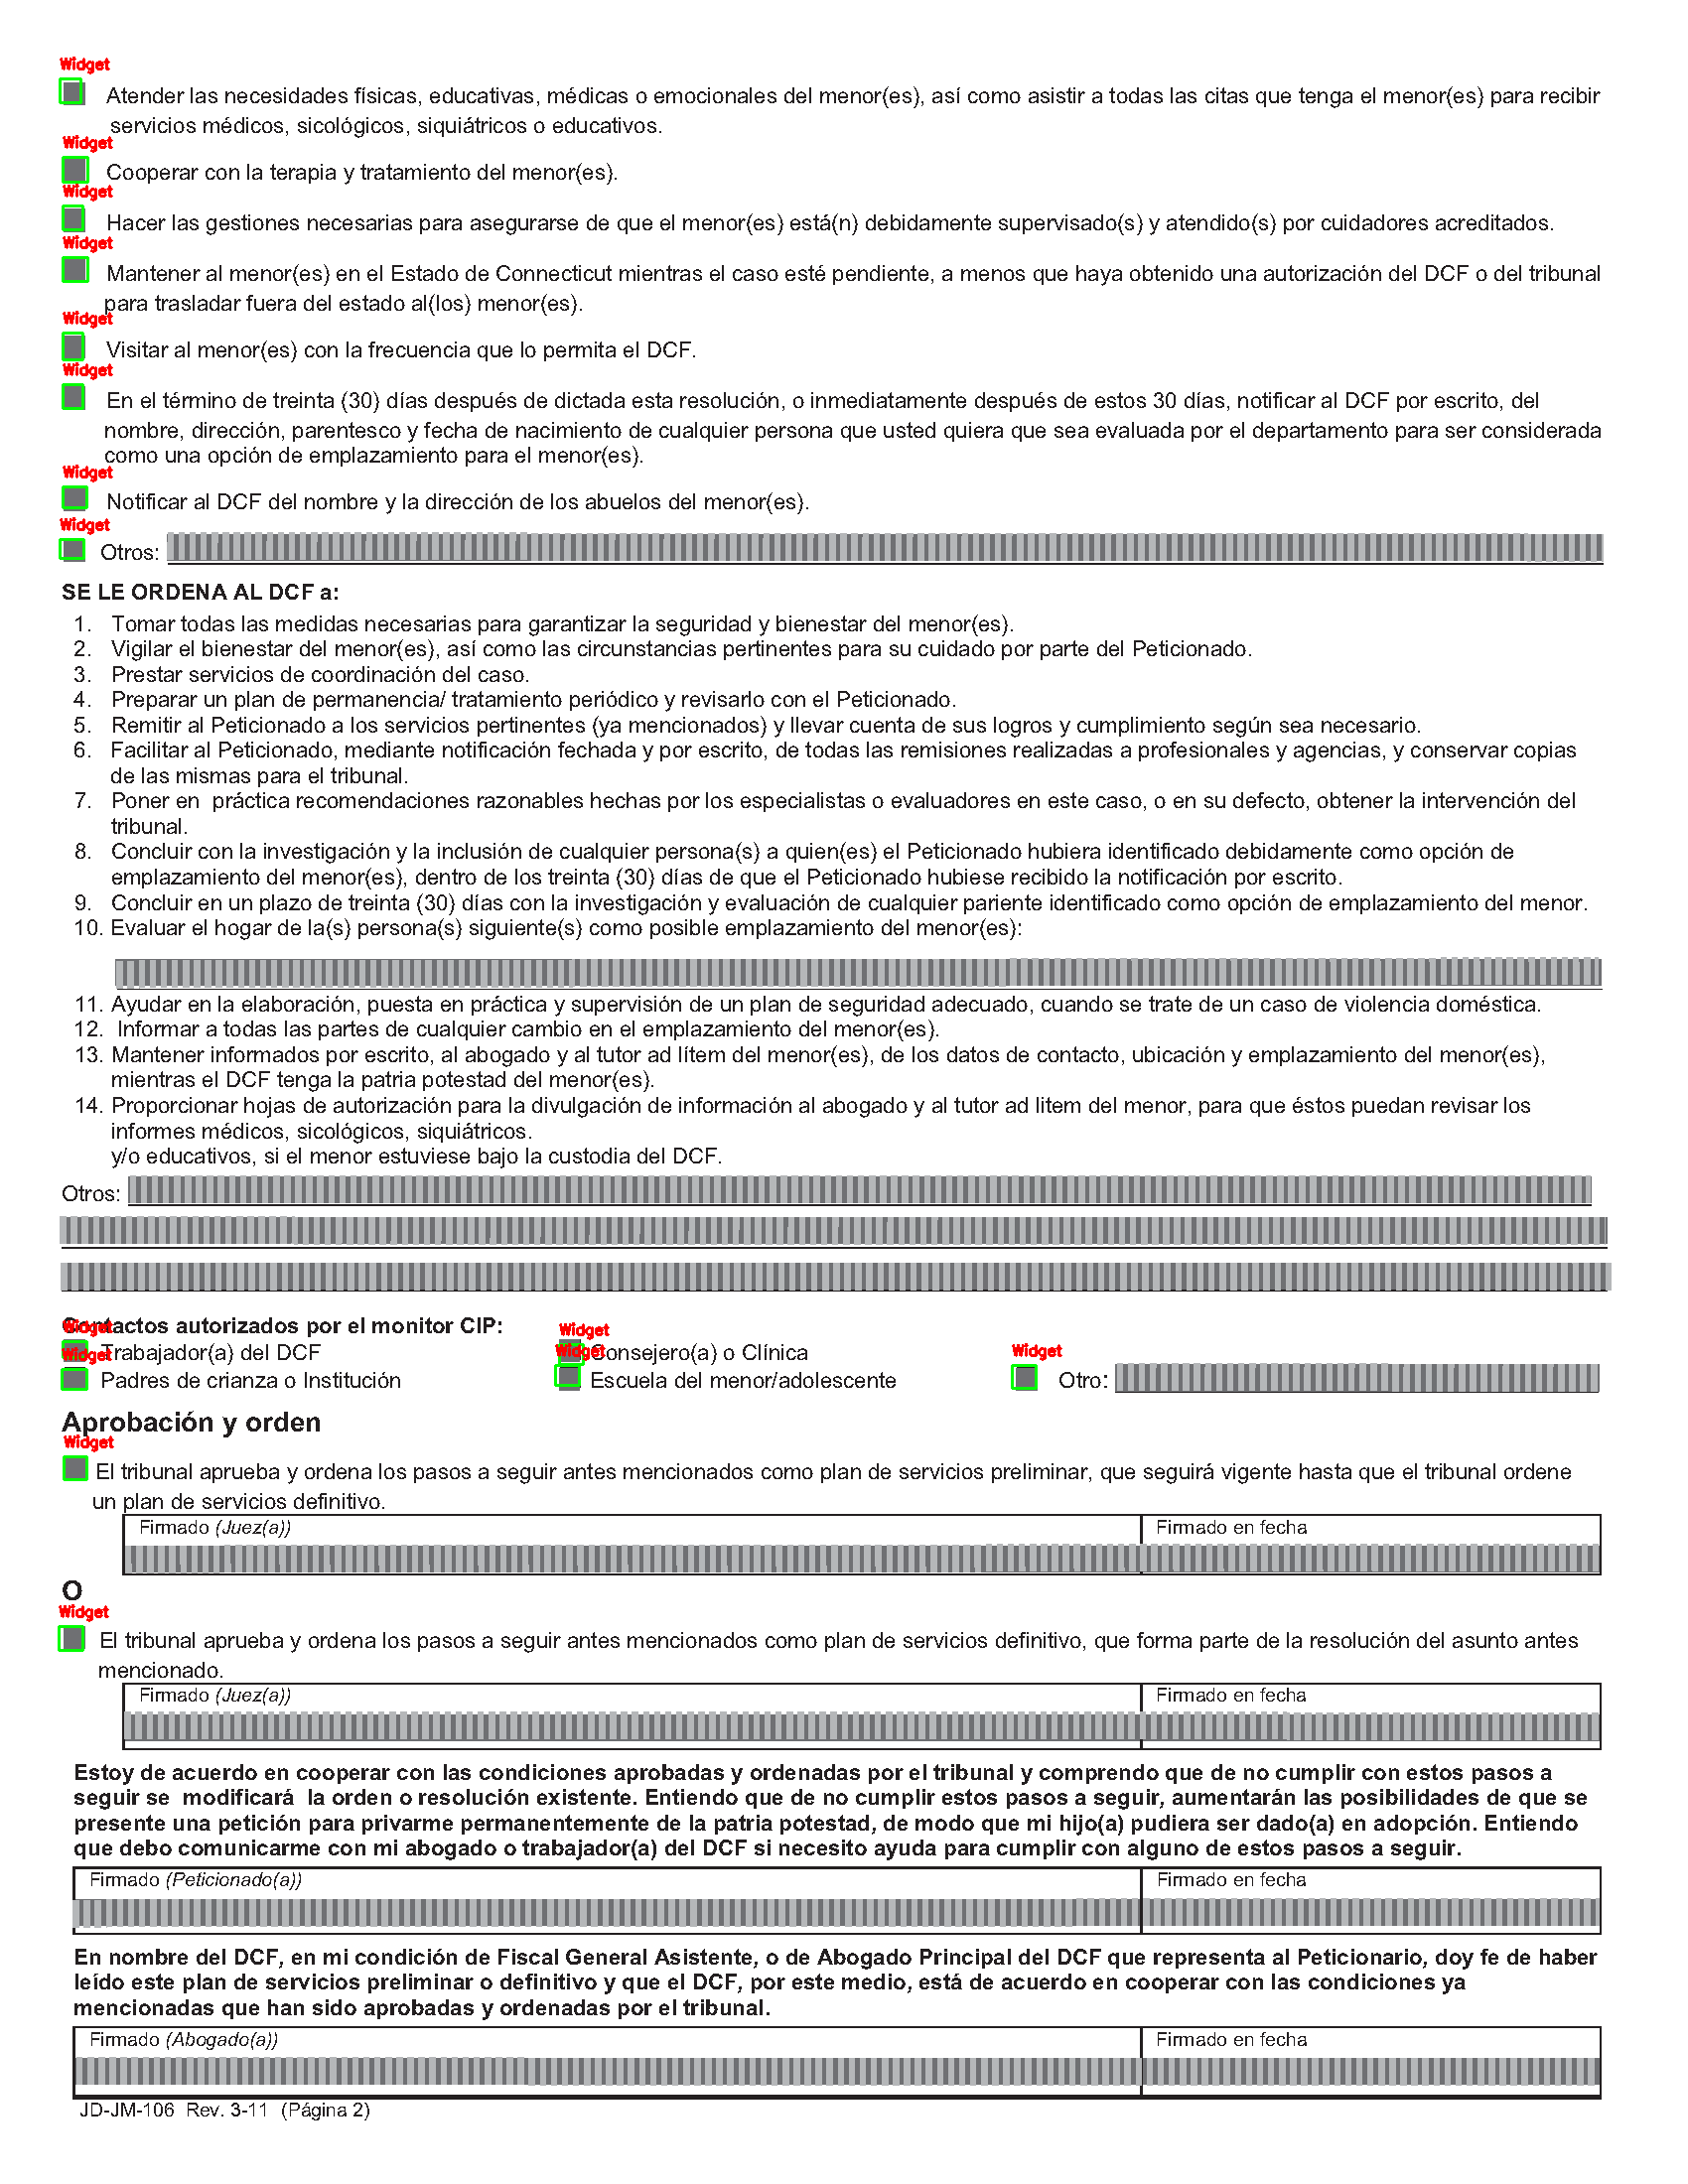 Widget
Atender las necesidades físicas, educativas, médicas o emocionales del menor(es), así como asistir a todas las citas que tenga el menor(es) para recibir
servicios médicos, sicológicos, siquiátricos o educativos.
Widget
Cooperar con la terapia y tratamiento del menor(es).
Widget
Hacer las gestiones necesarias para asegurarse de que el menor(es) está(n) debidamente supervisado(s) y atendido(s) por cuidadores acreditados.
Widget
Mantener al menor(es) en el Estado de Connecticut mientras el caso esté pendiente, a menos que haya obtenido una autorización del DCF o del tribunal
para trasladar fuera del estado al(los) menor(es).
Widget
Visitar al menor(es) con la frecuencia que lo permita el DCF.
Widget
En el término de treinta (30) días después de dictada esta resolución, o inmediatamente después de estos 30 días, notificar al DCF por escrito, del
nombre, dirección, parentesco y fecha de nacimiento de cualquier persona que usted quiera que sea evaluada por el departamento para ser considerada
como una opción de emplazamiento para el menor(es).
Widget
Notificar al DCF del nombre y la dirección de los abuelos del menor(es).
Widget
Otros:
SE LE ORDENA AL DCF a:
1. Tomar todas las medidas necesarias para garantizar la seguridad y bienestar del menor(es).
2. Vigilar el bienestar del menor(es), así como las circunstancias pertinentes para su cuidado por parte del Peticionado.
3. Prestar servicios de coordinación del caso.
4. Preparar un plan de permanencia/ tratamiento periódico y revisarlo con el Peticionado.
5. Remitir al Peticionado a los servicios pertinentes (ya mencionados) y llevar cuenta de sus logros y cumplimiento según sea necesario.
6. Facilitar al Peticionado, mediante notificación fechada y por escrito, de todas las remisiones realizadas a profesionales y agencias, y conservar copias
de las mismas para el tribunal.
7. Poner en práctica recomendaciones razonables hechas por los especialistas o evaluadores en este caso, o en su defecto, obtener la intervención del
tribunal.
8. Concluir con la investigación y la inclusión de cualquier persona(s) a quien(es) el Peticionado hubiera identificado debidamente como opción de
emplazamiento del menor(es), dentro de los treinta (30) días de que el Peticionado hubiese recibido la notificación por escrito.
9. Concluir en un plazo de treinta (30) días con la investigación y evaluación de cualquier pariente identificado como opción de emplazamiento del menor.
10. Evaluar el hogar de la(s) persona(s) siguiente(s) como posible emplazamiento del menor(es):
11. Ayudar en la elaboración, puesta en práctica y supervisión de un plan de seguridad adecuado, cuando se trate de un caso de violencia doméstica.
12. Informar a todas las partes de cualquier cambio en el emplazamiento del menor(es).
13. Mantener informados por escrito, al abogado y al tutor ad lítem del menor(es), de los datos de contacto, ubicación y emplazamiento del menor(es),
mientras el DCF tenga la patria potestad del menor(es).
14. Proporcionar hojas de autorización para la divulgación de información al abogado y al tutor ad litem del menor, para que éstos puedan revisar los
informes médicos, sicológicos, siquiátricos.
y/o educativos, si el menor estuviese bajo la custodia del DCF.
Otros:
Contactos autorizados por el monitor CIP:
Widget Widget
Trabajador(a) del DCF Consejero(a) o Clínica
Widget Widget Widget
Padres de crianza o Institución Escuela del menor/adolescente Otro:
Aprobación y orden
Widget
El tribunal aprueba y ordena los pasos a seguir antes mencionados como plan de servicios preliminar, que seguirá vigente hasta que el tribunal ordene
un plan de servicios definitivo.
Firmado (Juez(a)) Firmado en fecha
O
Widget
El tribunal aprueba y ordena los pasos a seguir antes mencionados como plan de servicios definitivo, que forma parte de la resolución del asunto antes
mencionado.
Firmado (Juez(a)) Firmado en fecha
Estoy de acuerdo en cooperar con las condiciones aprobadas y ordenadas por el tribunal y comprendo que de no cumplir con estos pasos a
seguir se modificará la orden o resolución existente. Entiendo que de no cumplir estos pasos a seguir, aumentarán las posibilidades de que se
presente una petición para privarme permanentemente de la patria potestad, de modo que mi hijo(a) pudiera ser dado(a) en adopción. Entiendo
que debo comunicarme con mi abogado o trabajador(a) del DCF si necesito ayuda para cumplir con alguno de estos pasos a seguir.
Firmado (Peticionado(a)) Firmado en fecha
En nombre del DCF, en mi condición de Fiscal General Asistente, o de Abogado Principal del DCF que representa al Peticionario, doy fe de haber
leído este plan de servicios preliminar o definitivo y que el DCF, por este medio, está de acuerdo en cooperar con las condiciones ya
mencionadas que han sido aprobadas y ordenadas por el tribunal.
Firmado (Abogado(a)) Firmado en fecha
JD-JM-106 Rev. 3-11 (Página 2)